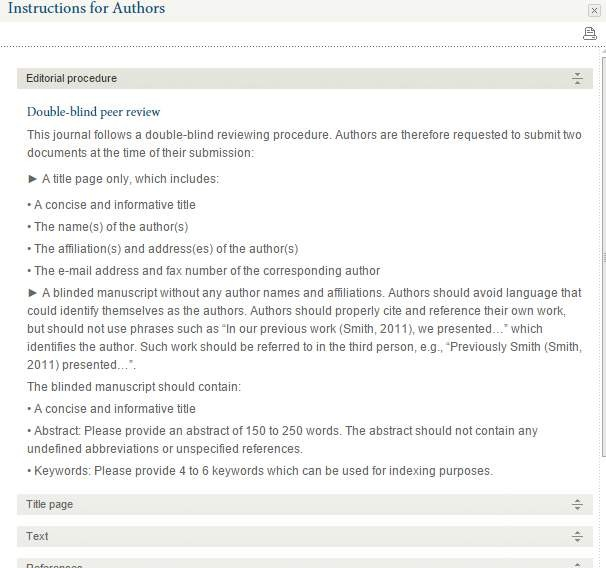 Instructions for Authors
Editorial procedure
Double-blind peer review
This journal follows a double-blind reviewing procedure. Authors are therefore requested to submit two
documents at the time of their submission:
► A title page only, which includes:
• A concise and informative title
• The name(s) of the author(s)
• The affiliation(s) and address(es) of the author(s)
• The e-mail address and fax number of the corresponding author
► A blinded manuscript without any author names and affiliations. Authors should avoid language that
could identify themselves as the authors. Authors should properly cite and reference their own work,
but should not use phrases such as “In our previous work (Smith, 2011), we presented…” which
identifies the author. Such work should be referred to in the third person, e.g., “Previously Smith (Smith,
2011) presented…”.
The blinded manuscript should contain:
• A concise and informative title
• Abstract: Please provide an abstract of 150 to 250 words. The abstract should not contain any
undefined abbreviations or unspecified references.
• Keywords: Please provide 4 to 6 keywords which can be used for indexing purposes.
Title page
Text
References